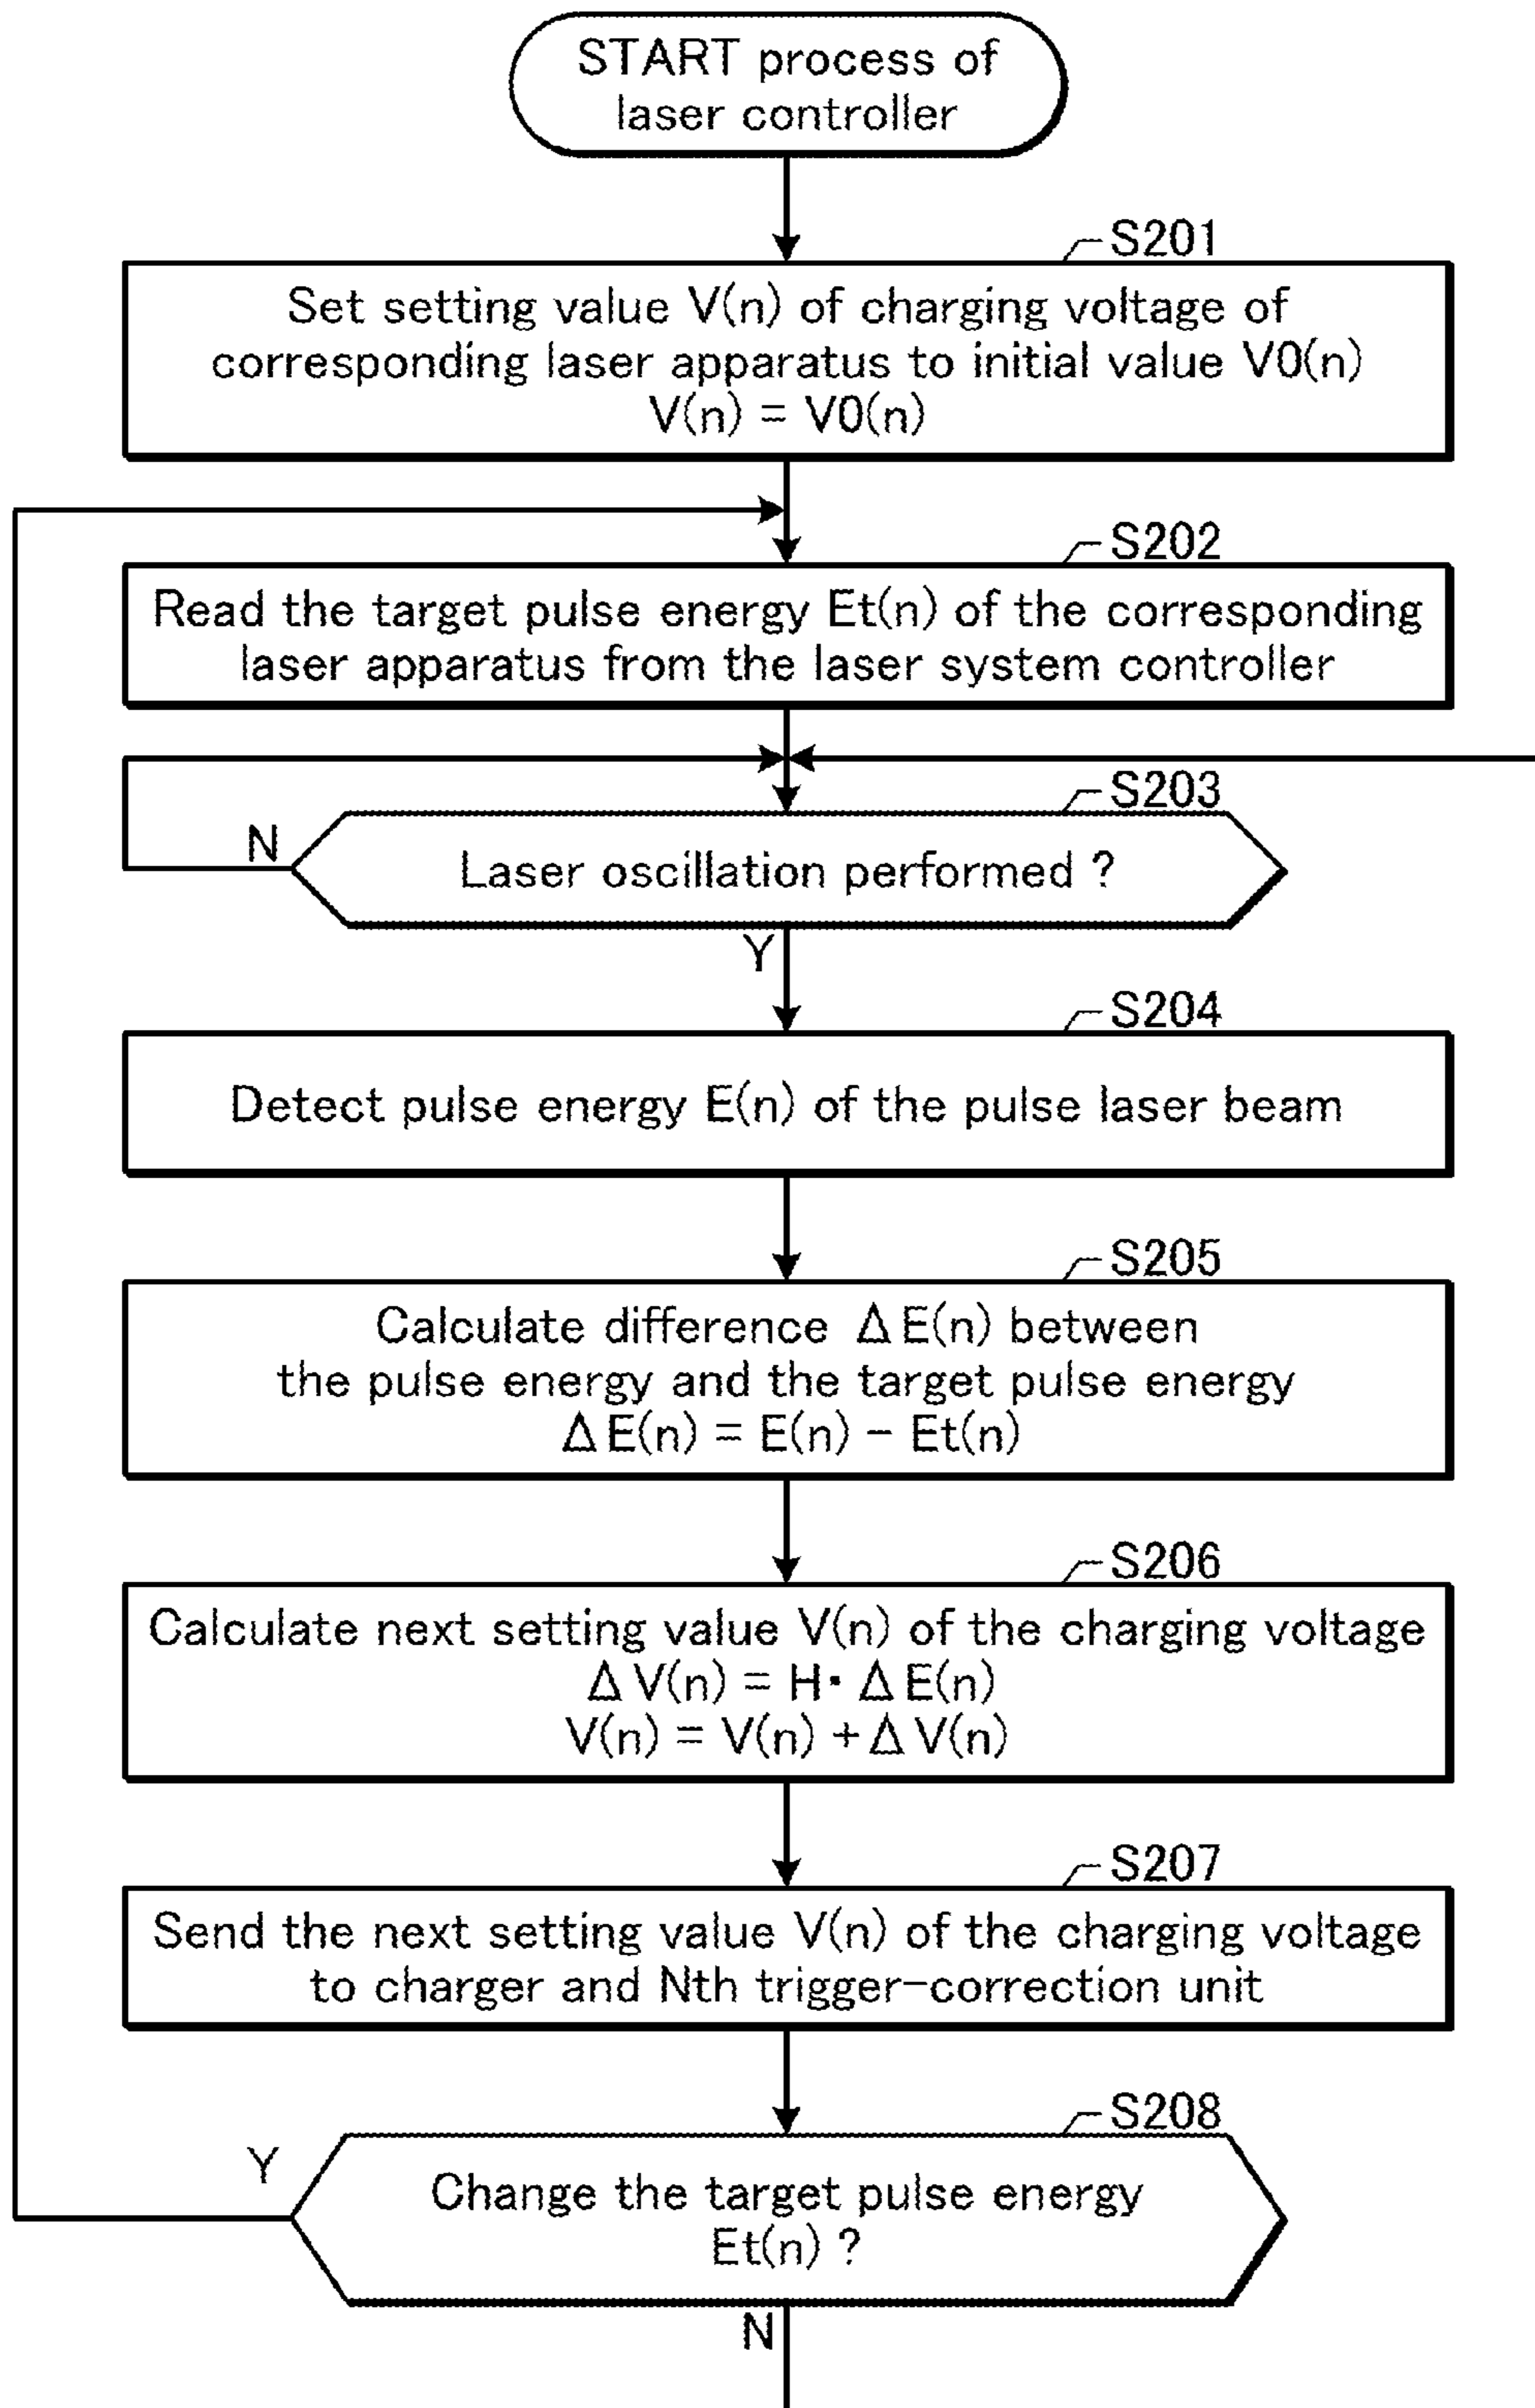 START process of
laser controller
S201
Set setting value V(n) of charging voltage of
corresponding laser apparatus to initial value V0(n)
V(n) = V0(n)
S202
Read the target pulse energy Et(n) of the corresponding
laser apparatus from the laser system controller
S203
N
Laser oscillation performed ?
Y
S204
Detect pulse energy E(n) of the pulse laser beam
S205
Calculate difference ΔE(n) between
the pulse energy and the target pulse energy
ΔE(n) = E(n) − Et(n)
S206
Calculate next setting value V(n) of the charging voltage
ΔV(n) = H・ΔE(n)
V(n) = V(n) + ΔV(n)
S207
Send the next setting value V(n) of the charging voltage
to charger and Nth trigger-correction unit
S208
Y
Change the target pulse energy
Et(n) ?
N